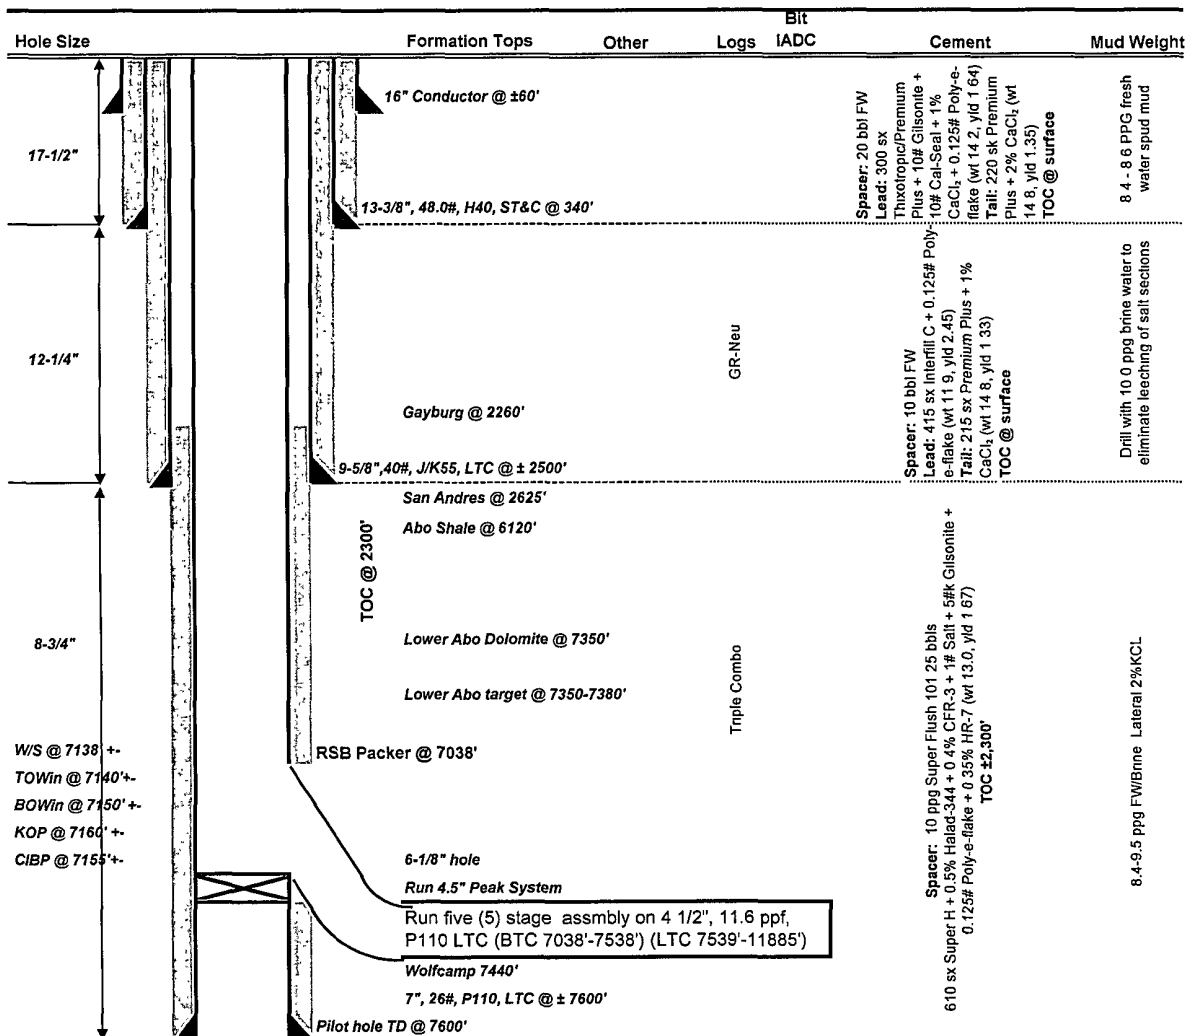 Bit
Hole Size Formation Tops Other Logs iADC Cement Mud Weight
16" Conductor @ ±60'
17-1/2"
13-3/8", 48.0#, H40, ST&C @ 340'
Spacer: 20 bbl FW
Lead: 300 sx
Thixotropic/Premium
Plus + 10# Gilsonite +
10# Cal-Seal + 1%
CaCl₂ + 0.125# Poly-e-
flake (wt 14 2, yld 1 64)
Tail: 220 sk Premium
Plus + 2% CaCl₂ (wt
14 8, yld 1.35)
TOC @ surface
8 4 - 8 6 PPG fresh
water spud mud
12-1/4"
Gayburg @ 2260'
9-5/8",40#, J/K55, LTC @ ± 2500'
GR-Neu
Spacer: 10 bbl FW
Lead: 415 sx Interfill C + 0.125# Poly-
e-flake (wt 11 9, yld 2.45)
Tail: 215 sx Premium Plus + 1%
CaCl₂ (wt 14 8, yld 1 33)
TOC @ surface
Drill with 10 0 ppg brine water to
eliminate leeching of salt sections
San Andres @ 2625'
Abo Shale @ 6120'
TOC @ 2300'
8-3/4"
Lower Abo Dolomite @ 7350'
Lower Abo target @ 7350-7380'
Triple Combo
W/S @ 7138' +-
TOWin @ 7140'+-
BOWin @ 7150' +-
KOP @ 7160' +-
CIBP @ 7155'+-
RSB Packer @ 7038'
6-1/8" hole
Run 4.5" Peak System
Run five (5) stage assmbly on 4 1/2", 11.6 ppf,
P110 LTC (BTC 7038'-7538') (LTC 7539'-11885')
Wolfcamp 7440'
7", 26#, P110, LTC @ ± 7600'
Pilot hole TD @ 7600'
Spacer: 10 ppg Super Flush 101 25 bbls
610 sx Super H + 0.5% Halad-344 + 0 4% CFR-3 + 1# Salt + 5#k Gilsonite +
0.125# Poly-e-flake + 0 35% HR-7 (wt 13.0, yld 1 67)
TOC ±2,300'
8.4-9.5 ppg FW/Brine Lateral 2%KCL